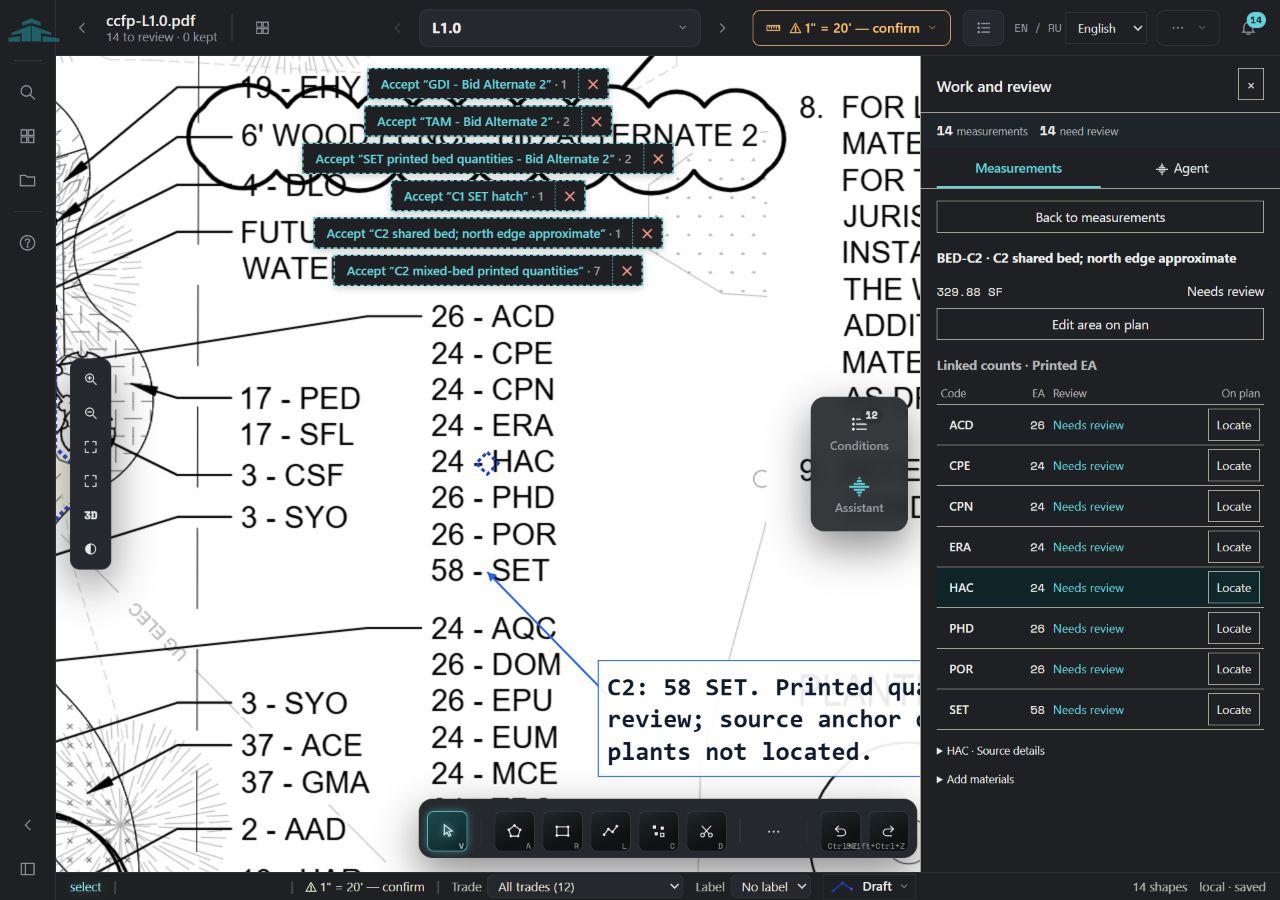 ccfp-L1.0.pdf
14 to review · 0 kept
L1.0
1" = 20' — confirm
EN / RU
English
14
19 - EHY
6' WOOD
ERNATE 2
4 - DLO
FUTU
WATE
Accept “GDI - Bid Alternate 2” · 1
Accept “TAM - Bid Alternate 2” · 2
Accept “SET printed bed quantities - Bid Alternate 2” · 2
Accept “C1 SET hatch” · 1
Accept “C2 shared bed; north edge approximate” · 1
Accept “C2 mixed-bed printed quantities” · 7
26 - ACD
24 - CPE
24 - CPN
24 - ERA
24 - HAC
26 - PHD
26 - POR
58 - SET
17 - PED
17 - SFL
3 - CSF
3 - SYO
24 - AQC
26 - DOM
26 - EPU
24 - EUM
24 - MCE
3 - SYO
37 - ACE
37 - GMA
2 - AAD
UG ELEC
8. FOR L
MATE
FOR T
JURIS
INSTA
THE W
ADDIT
MATE
AS DE
9.
C2: 58 SET. Printed qua
review; source anchor
plants not located.
PLANTI
3D
12
Conditions
Assistant
V
A
R
L
C
D
Work and review
14 measurements 14 need review
Measurements
Agent
Back to measurements
BED-C2 · C2 shared bed; north edge approximate
329.88 SF Needs review
Edit area on plan
Linked counts · Printed EA
Code EA Review On plan
ACD 26 Needs review Locate
CPE 24 Needs review Locate
CPN 24 Needs review Locate
ERA 24 Needs review Locate
HAC 24 Needs review Locate
PHD 26 Needs review Locate
POR 26 Needs review Locate
SET 58 Needs review Locate
HAC · Source details
Add materials
select
1" = 20' — confirm
Trade
All trades (12)
Label
No label
Draft
14 shapes
local · saved